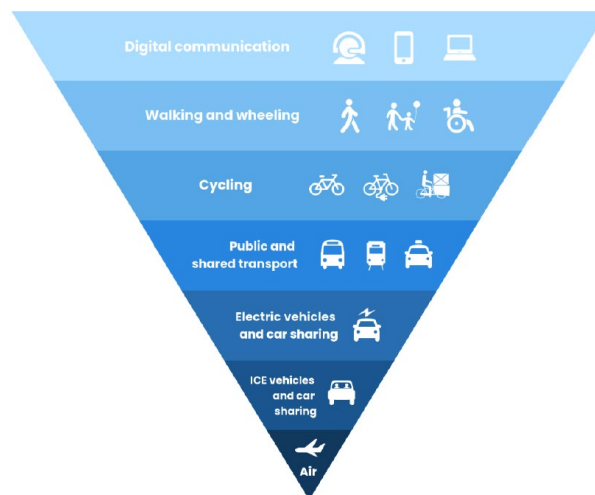 Digital communication
Walking and wheeling
Cycling
Public and
shared transport
Electric vehicles
and car sharing
ICE vehicles
and car
sharing
Air